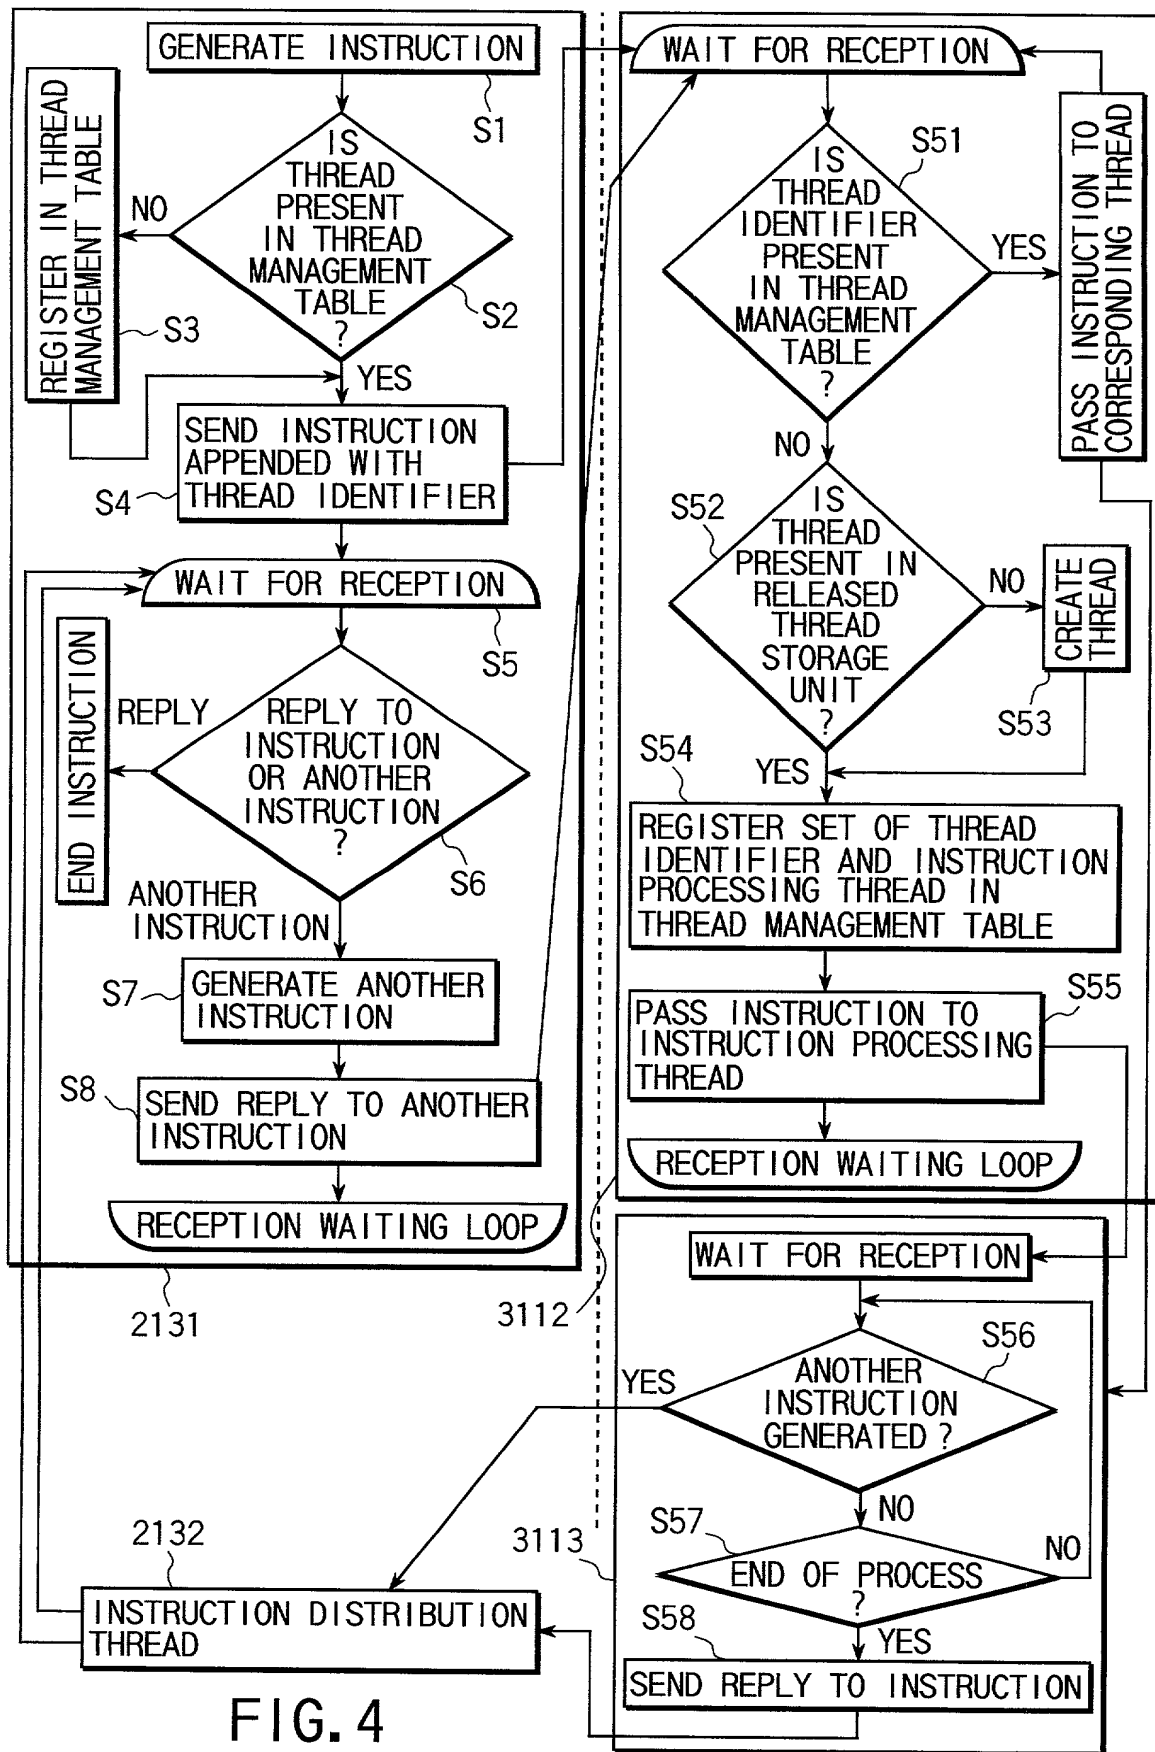 GENERATE INSTRUCTION
S1
IS
THREAD
PRESENT
IN THREAD
MANAGEMENT
TABLE
?
S2
NO
REGISTER IN THREAD
MANAGEMENT TABLE
S3
YES
SEND INSTRUCTION
APPENDED WITH
THREAD IDENTIFIER
S4
WAIT FOR RECEPTION
S5
REPLY TO
INSTRUCTION
OR ANOTHER
INSTRUCTION
?
S6
REPLY
END INSTRUCTION
ANOTHER
INSTRUCTION
GENERATE ANOTHER
INSTRUCTION
S7
SEND REPLY TO ANOTHER
INSTRUCTION
S8
RECEPTION WAITING LOOP
2131
WAIT FOR RECEPTION
IS
THREAD
IDENTIFIER
PRESENT
IN THREAD
MANAGEMENT
TABLE
?
S51
YES
PASS INSTRUCTION TO
CORRESPONDING THREAD
NO
IS
THREAD
PRESENT IN
RELEASED
THREAD
STORAGE
UNIT
?
S52
NO
CREATE
THREAD
S53
YES
S54
REGISTER SET OF THREAD
IDENTIFIER AND INSTRUCTION
PROCESSING THREAD IN
THREAD MANAGEMENT TABLE
PASS INSTRUCTION TO
INSTRUCTION PROCESSING
THREAD
S55
RECEPTION WAITING LOOP
3112
WAIT FOR RECEPTION
ANOTHER
INSTRUCTION
GENERATED ?
S56
YES
NO
END OF PROCESS
?
S57
NO
YES
S58
SEND REPLY TO INSTRUCTION
3113
2132
INSTRUCTION DISTRIBUTION
THREAD
FIG. 4